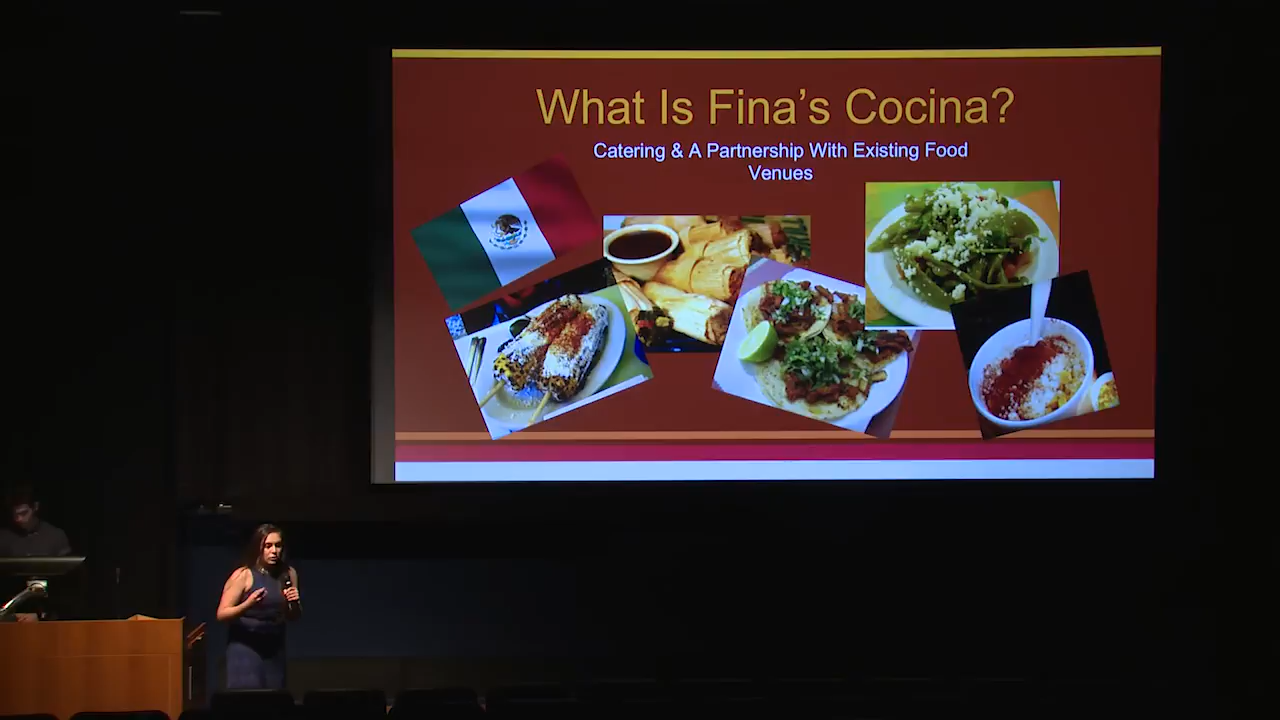 What Is Fina's Cocina?
Catering & A Partnership With Existing Food
Venues